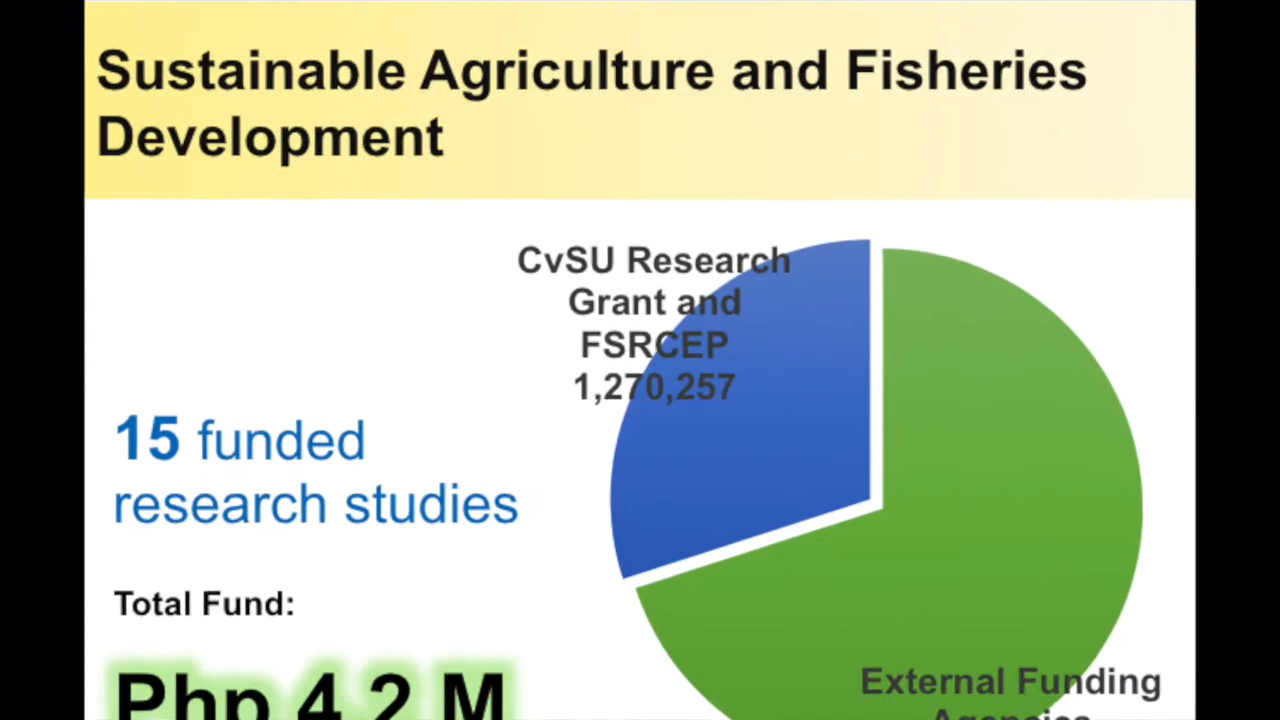 Sustainable Agriculture and Fisheries
Development
CvSU Research
Grant and
FSRCEP
1,270,257
15 funded
research studies
Total Fund:
Php 4.2 M
External Funding
Agencies